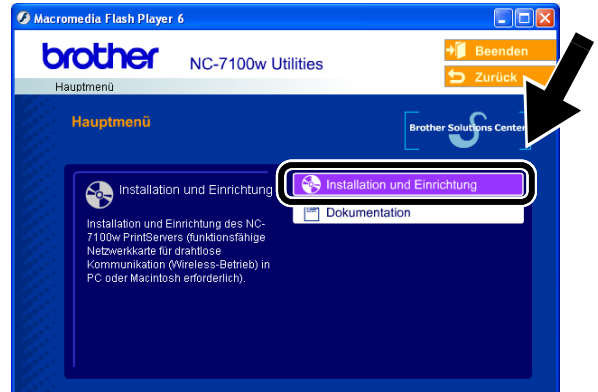 Macromedia Flash Player 6
brother
NC-7100w Utilities
Beenden
Zurück
Hauptmenü
Hauptmenü
Brother Solutions Center
Installation und Einrichtung
Installation und Einrichtung des NC-
7100w PrintServers (funktionsfähige
Netzwerkkarte für drahtlose
Kommunikation (Wireless-Betrieb) in
PC oder Macintosh erforderlich).
Installation und Einrichtung
Dokumentation